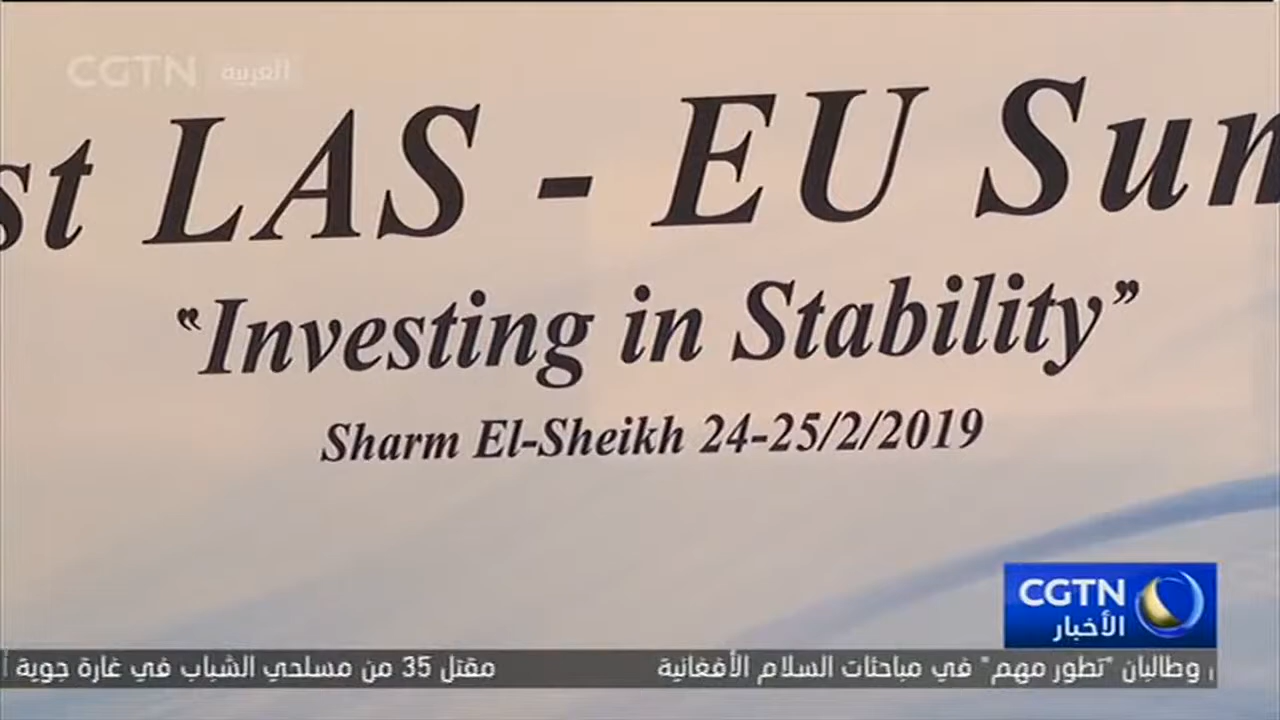 CGTN العربية
st LAS - EU Sum
“Investing in Stability”
Sharm El-Sheikh 24-25/2/2019
CGTN
الأخبار
وطالبان "تطور مهم" في مباحثات السلام الأفغانية
مقتل 35 من مسلحي الشباب في غارة جوية